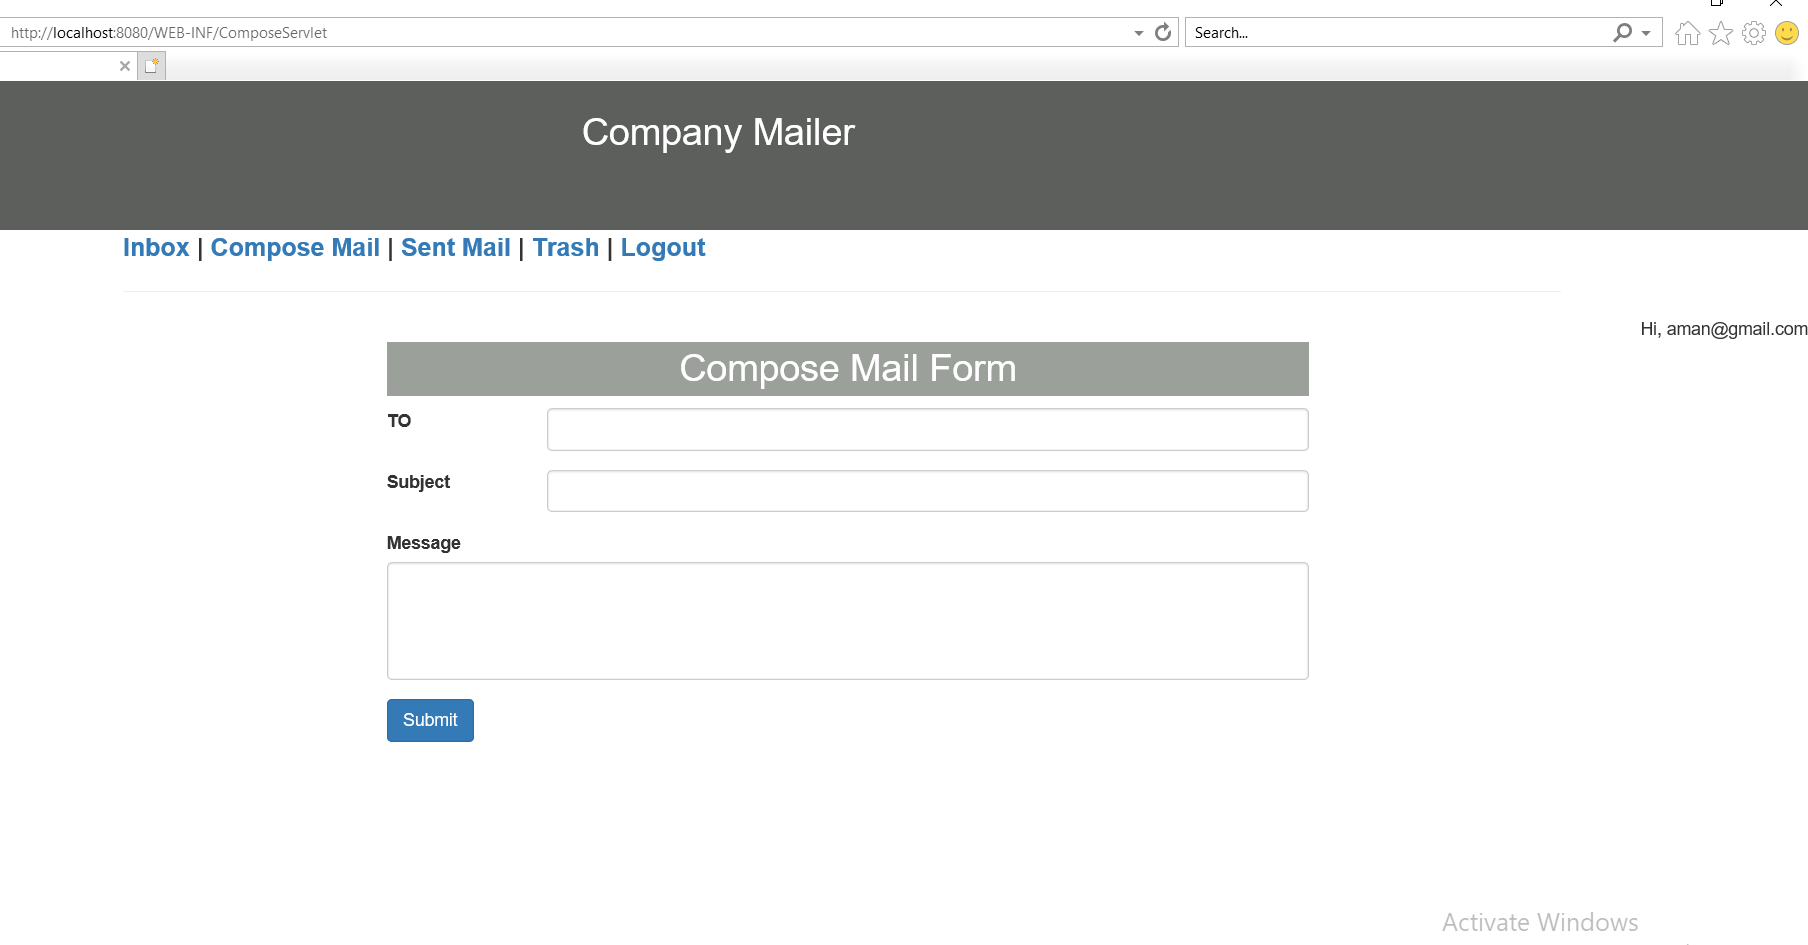 http://localhost:8080/WEB-INF/ComposeServlet
Search...
Company Mailer
Inbox | Compose Mail | Sent Mail | Trash | Logout
Hi, aman@gmail.com
Compose Mail Form
TO
Subject
Message
Submit
Activate Windows